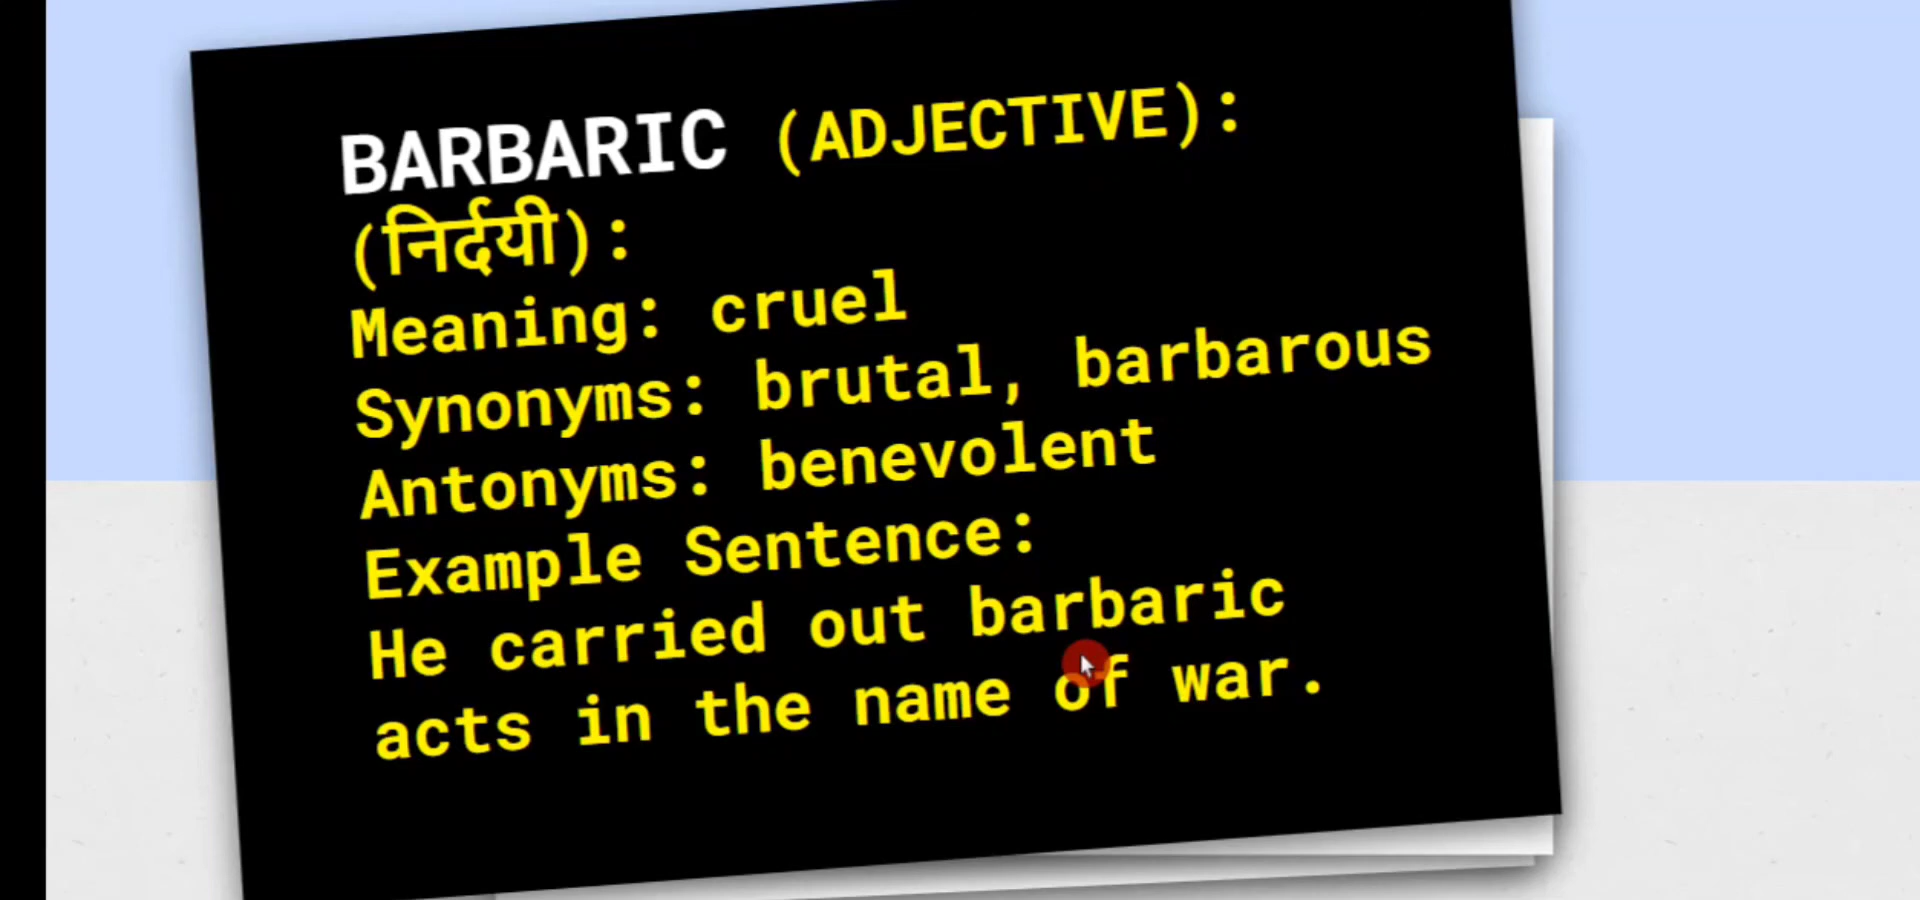 BARBARIC (ADJECTIVE):
(निर्दयी):
Meaning: cruel
Synonyms: brutal, barbarous
Antonyms: benevolent
Example Sentence:
He carried out barbaric
acts in the name of war.